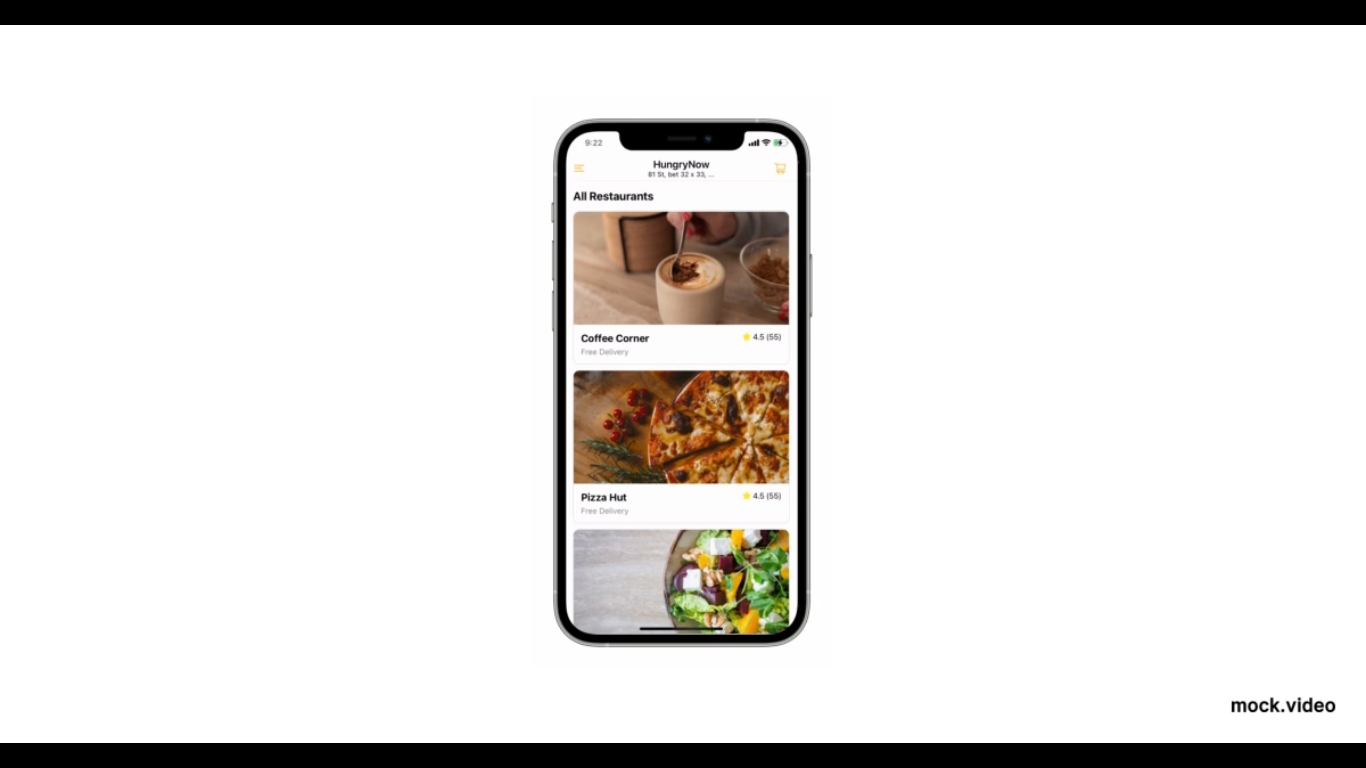 9:22
HungryNow
81 St, bet 32 x 33, ...
All Restaurants
Coffee Corner
4.5 (55)
Free Delivery
Pizza Hut
4.5 (55)
Free Delivery
mock.video